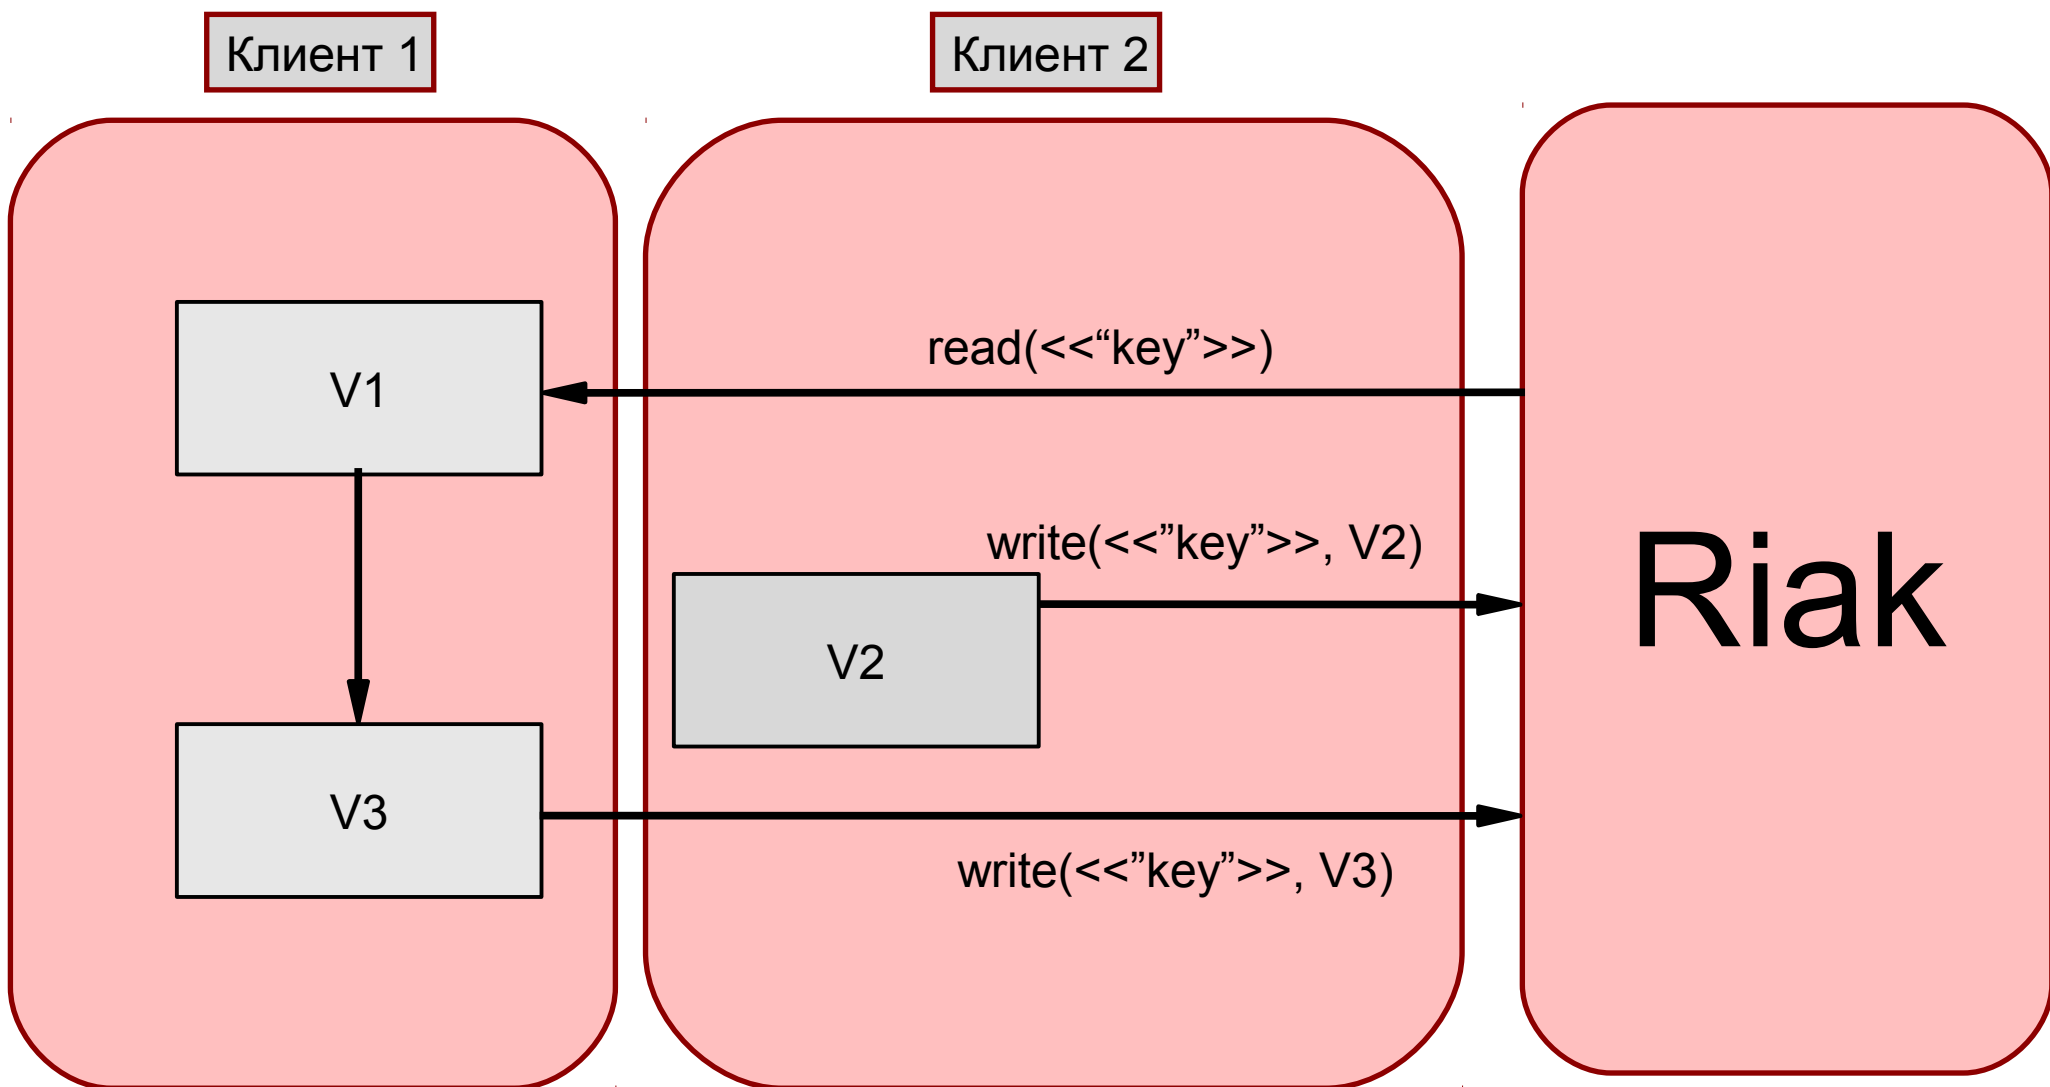 Клиент 1
Клиент 2
read(<<“key”>>)
V1
write(<<”key”>>, V2)
Riak
V2
V3
write(<<”key”>>, V3)